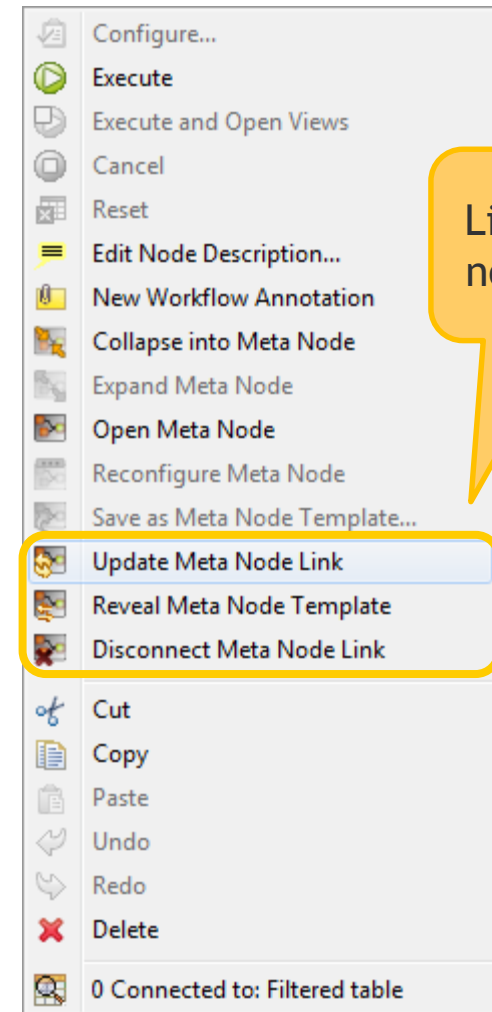 Configure...
Execute
Execute and Open Views
Cancel
Reset
Edit Node Description...
New Workflow Annotation
Collapse into Meta Node
Expand Meta Node
Open Meta Node
Reconfigure Meta Node
Save as Meta Node Template...
Update Meta Node Link
Reveal Meta Node Template
Disconnect Meta Node Link
Cut
Copy
Paste
Undo
Redo
Delete
0 Connected to: Filtered table